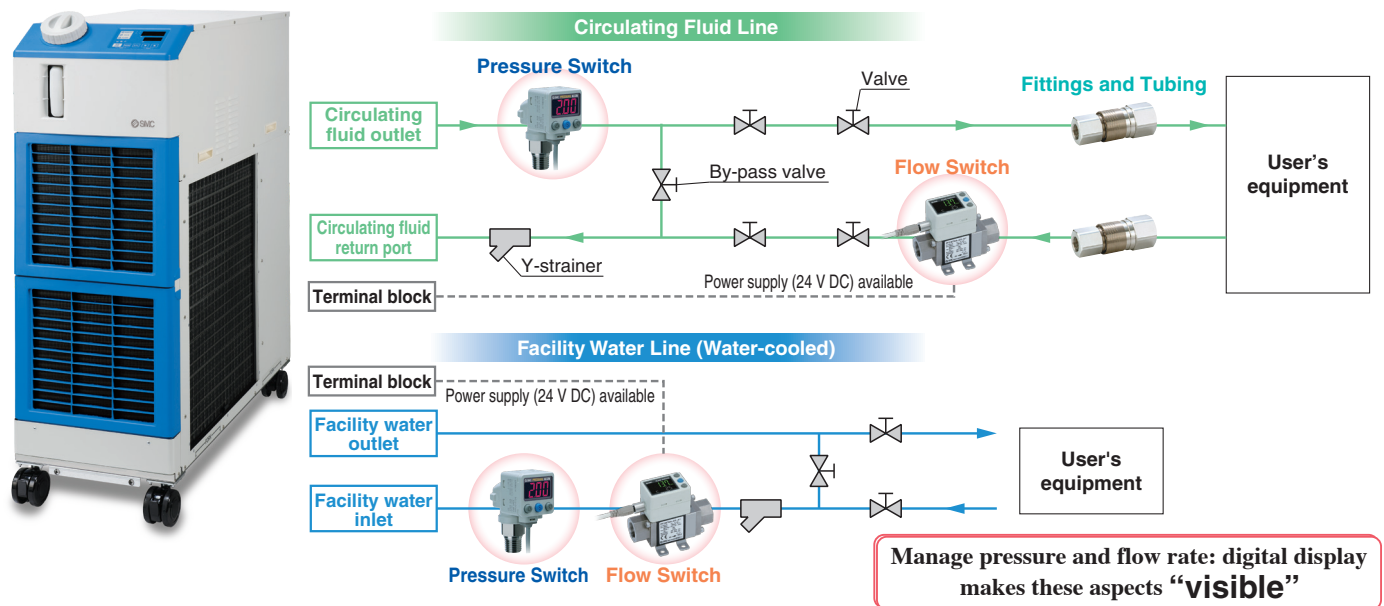 SMC
Circulating Fluid Line
Pressure Switch
Valve
Fittings and Tubing
Circulating
fluid outlet
200
By-pass valve
Flow Switch
User’s
equipment
Circulating fluid
return port
Y-strainer
Power supply (24 V DC) available
Terminal block
Facility Water Line (Water-cooled)
Terminal block
Power supply (24 V DC) available
Facility water
outlet
User's
equipment
Facility water
inlet
200
Pressure Switch
Flow Switch
Manage pressure and flow rate: digital display
makes these aspects “visible”